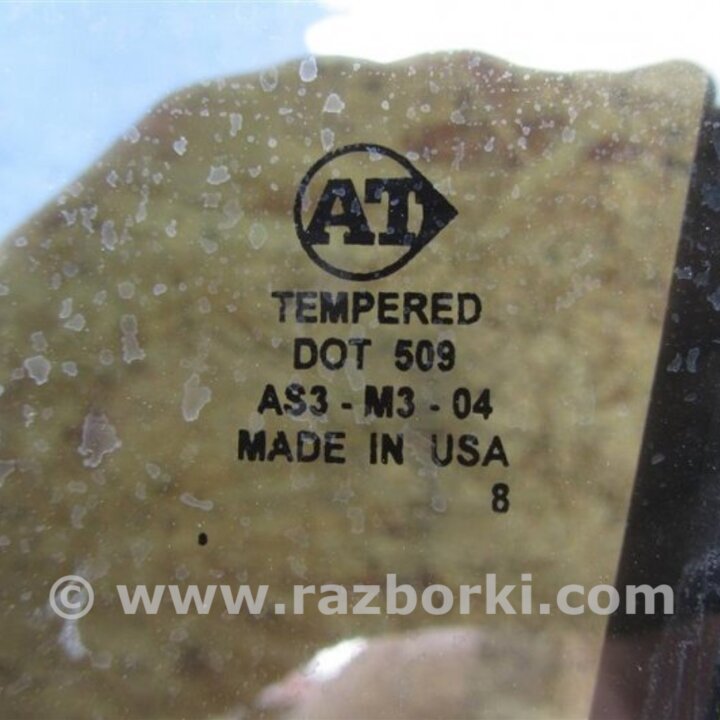 AT
TEMPERED
DOT 509
AS3 - M3 - 04
MADE IN USA
8
© www.razborki.com